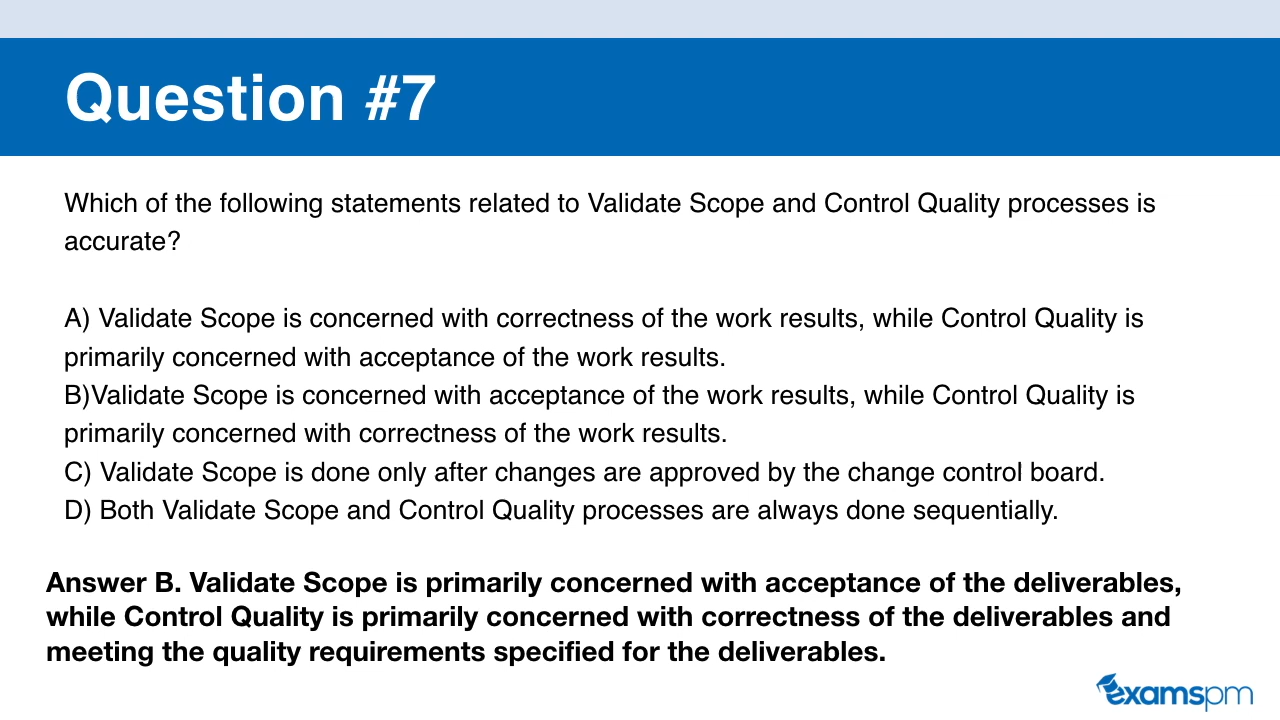 Question #7
Which of the following statements related to Validate Scope and Control Quality processes is
accurate?
A) Validate Scope is concerned with correctness of the work results, while Control Quality is
primarily concerned with acceptance of the work results.
B)Validate Scope is concerned with acceptance of the work results, while Control Quality is
primarily concerned with correctness of the work results.
C) Validate Scope is done only after changes are approved by the change control board.
D) Both Validate Scope and Control Quality processes are always done sequentially.
Answer B. Validate Scope is primarily concerned with acceptance of the deliverables,
while Control Quality is primarily concerned with correctness of the deliverables and
meeting the quality requirements specified for the deliverables.
examspm